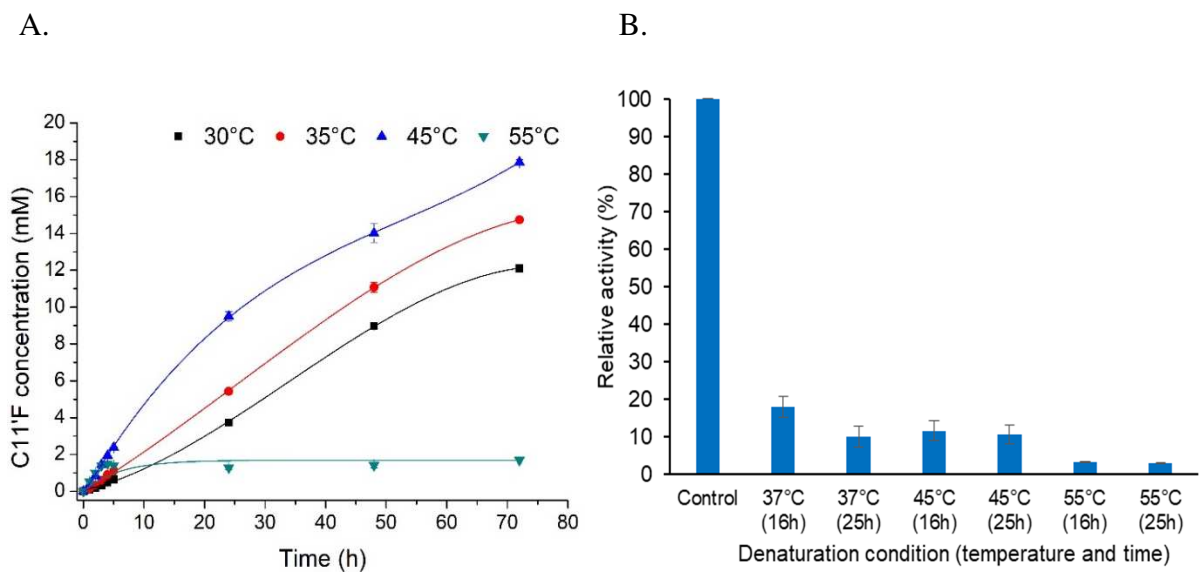 A.
B.
30°C 35°C 45°C 55°C
C11'F concentration (mM)
20
18
16
14
12
10
8
6
4
2
0
0 10 20 30 40 50 60 70 80
Time (h)
Relative activity (%)
100
90
80
70
60
50
40
30
20
10
0
Control 37°C 37°C 45°C 45°C 55°C 55°C
(16h) (25h) (16h) (25h) (16h) (25h)
Denaturation condition (temperature and time)